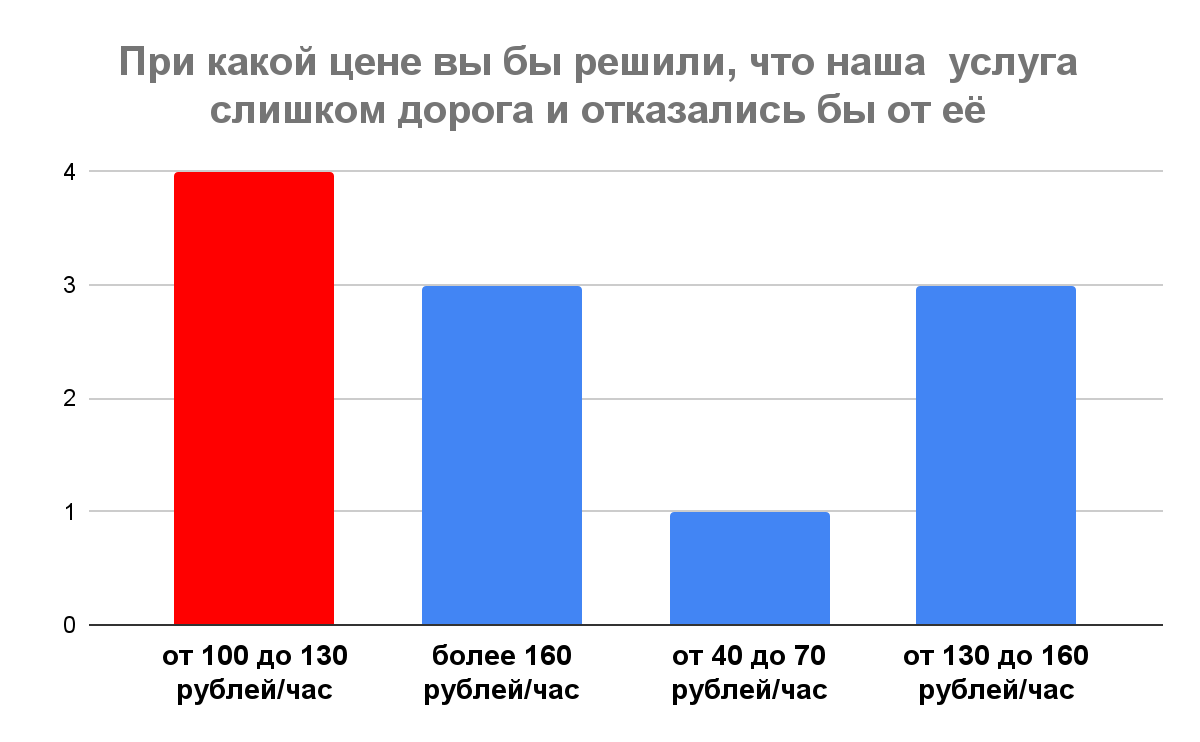 При какой цене вы бы решили, что наша  услуга
слишком дорога и отказались бы от её
4
3
2
1
0
от 100 до 130
рублей/час
более 160
рублей/час
от 40 до 70
рублей/час
от 130 до 160
рублей/час